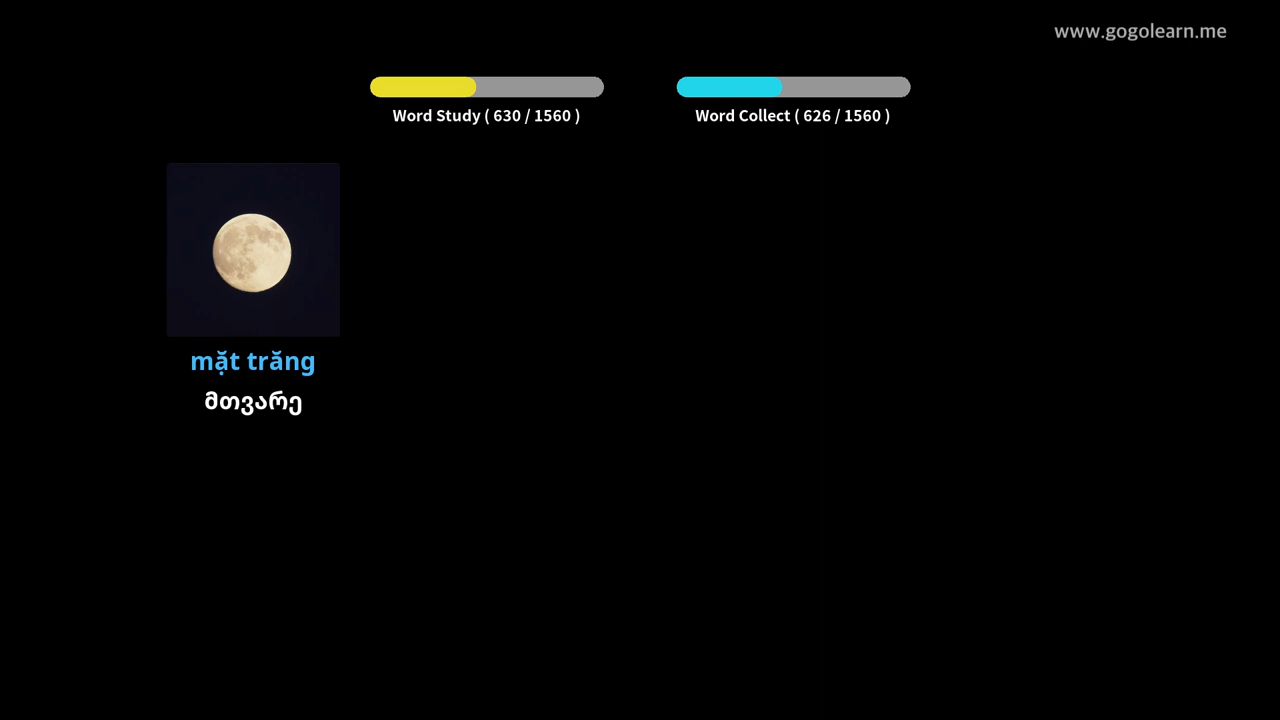 www.gogolearn.me
Word Study ( 630 / 1560 )
Word Collect ( 626 / 1560 )
mặt trăng
მთვარე